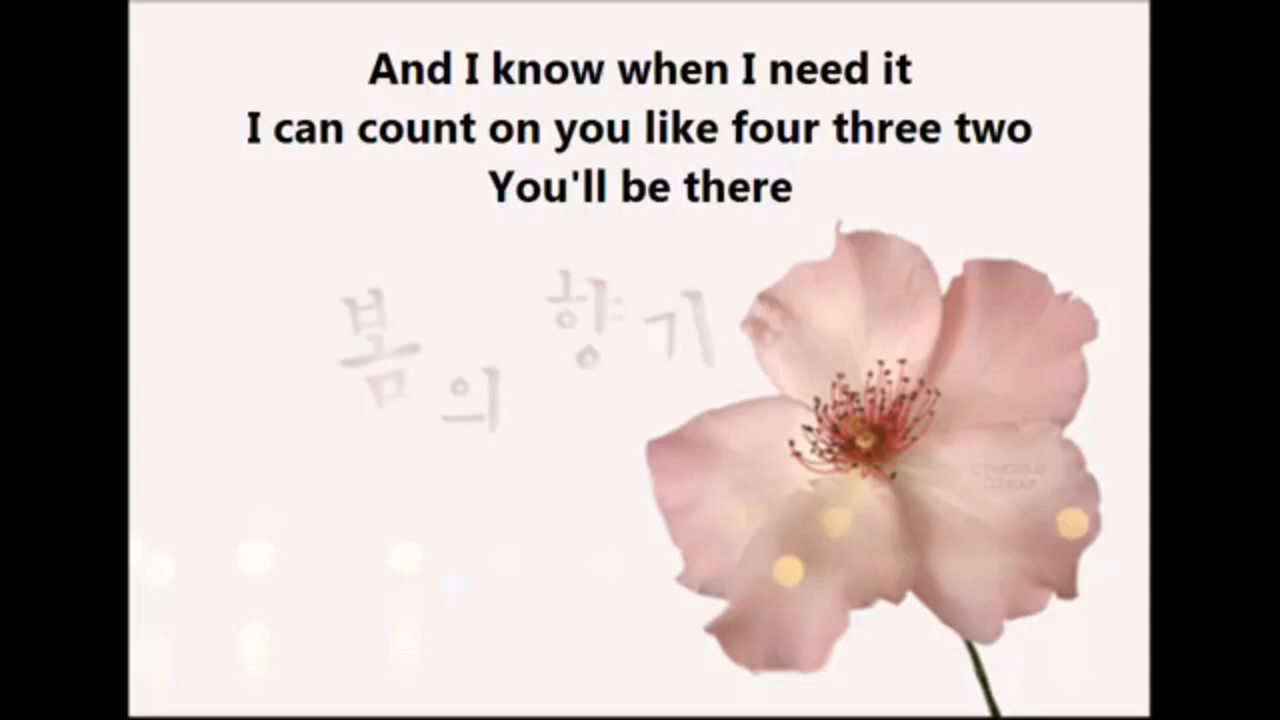 And I know when I need it
I can count on you like four three two
You'll be there
봄의 향기